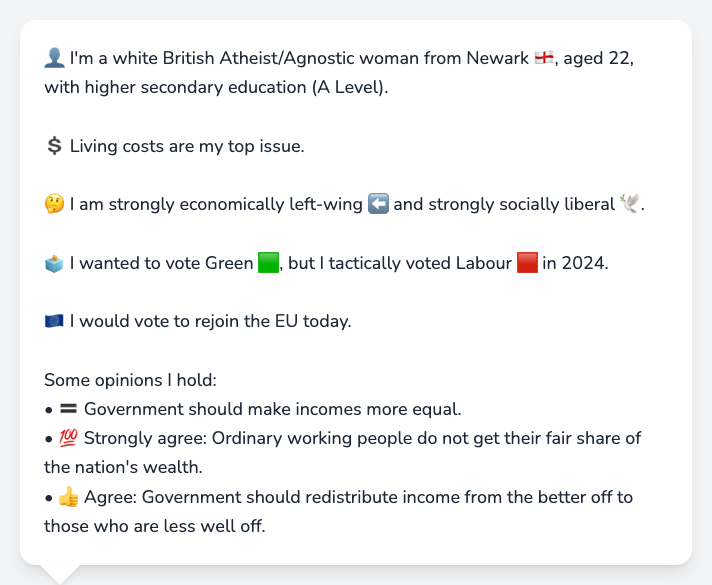 👤 I'm a white British Atheist/Agnostic woman from Newark 🏴󠁧󠁢󠁥󠁮󠁧󠁿, aged 22,
with higher secondary education (A Level).
💲 Living costs are my top issue.
🤔 I am strongly economically left-wing ⬅️ and strongly socially liberal 🕊️.
🗳️ I wanted to vote Green 🟩, but I tactically voted Labour 🟥 in 2024.
🇪🇺 I would vote to rejoin the EU today.
Some opinions I hold:
• 🟰 Government should make incomes more equal.
• 💯 Strongly agree: Ordinary working people do not get their fair share of
the nation's wealth.
• 👍 Agree: Government should redistribute income from the better off to
those who are less well off.